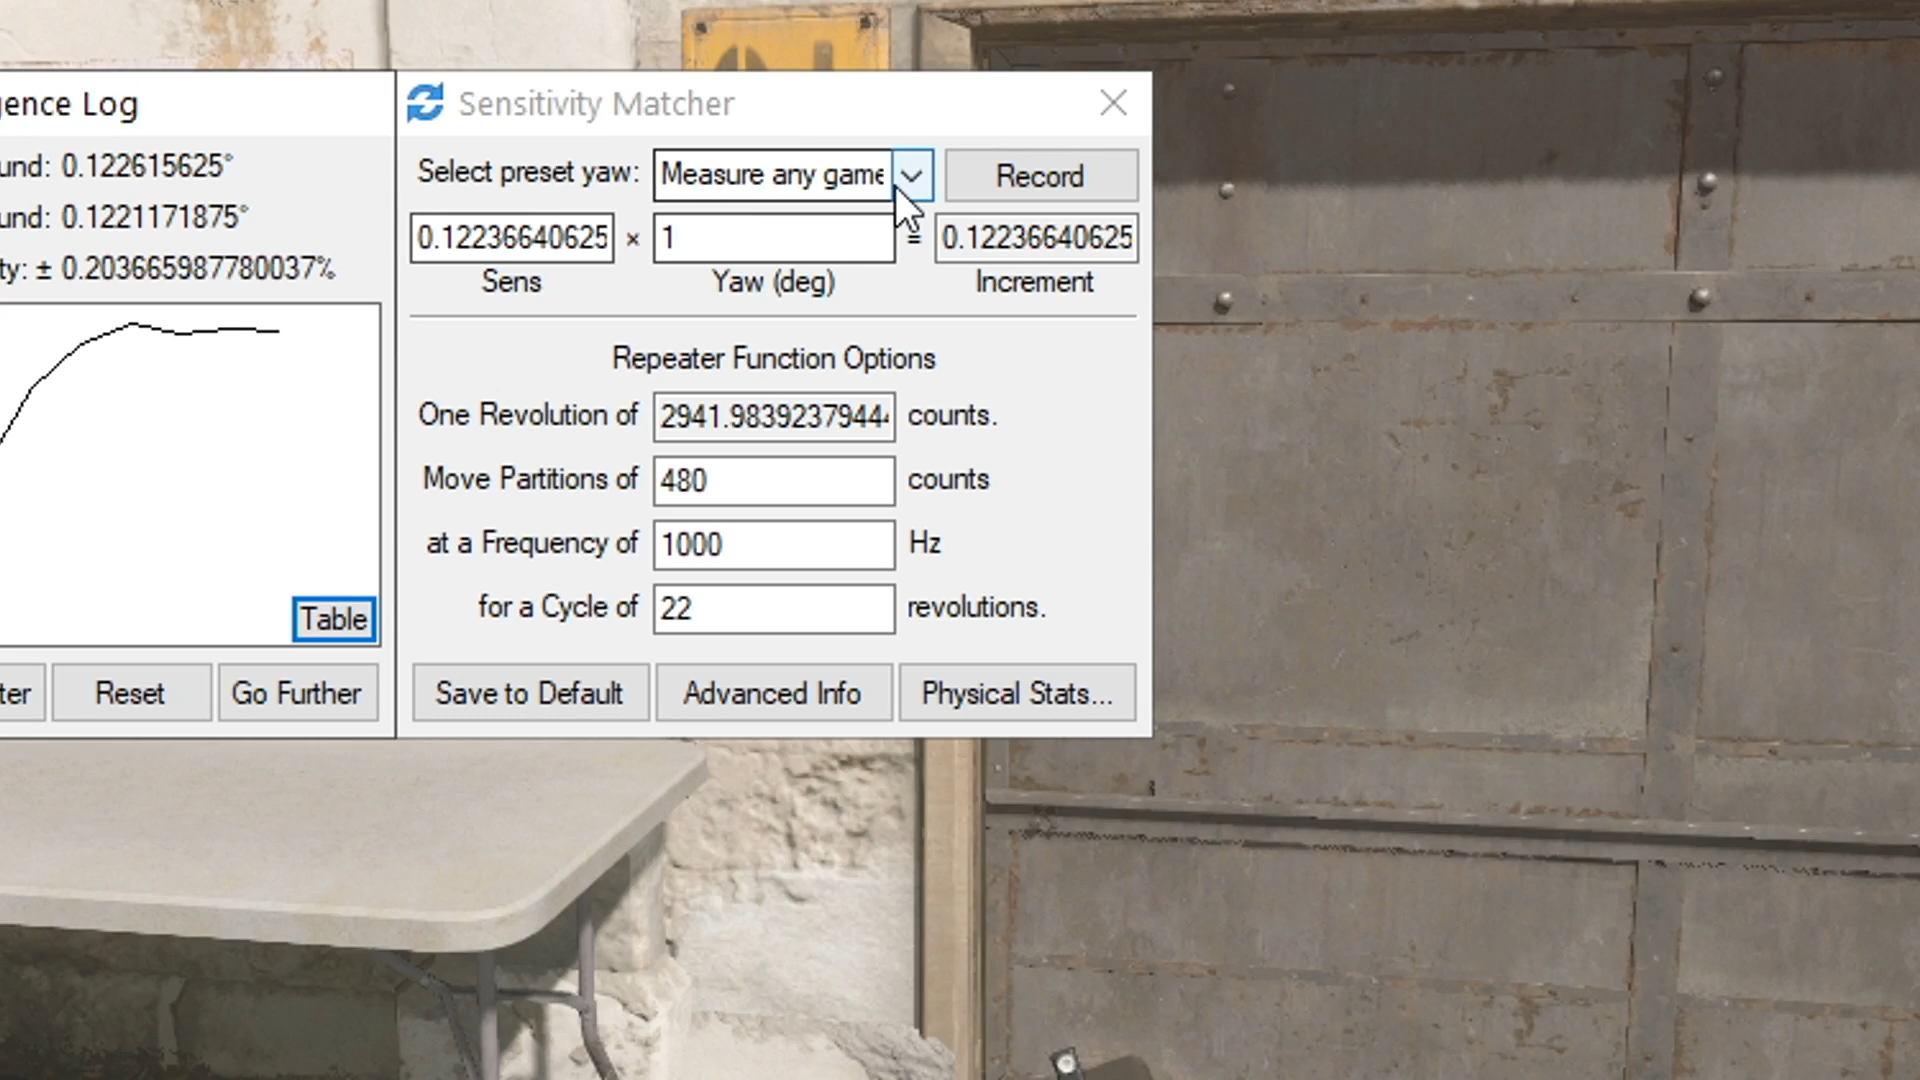 gence Log
und: 0.122615625°
und: 0.1221171875°
ty: ± 0.203665987780037%
Table
ter
Reset
Go Further
Sensitivity Matcher
Select preset yaw: Measure any game Record
0.12236640625 × 1 = 0.12236640625
Sens Yaw (deg) Increment
Repeater Function Options
One Revolution of 2941.98392379444 counts.
Move Partitions of 480 counts
at a Frequency of 1000 Hz
for a Cycle of 22 revolutions.
Save to Default
Advanced Info
Physical Stats...